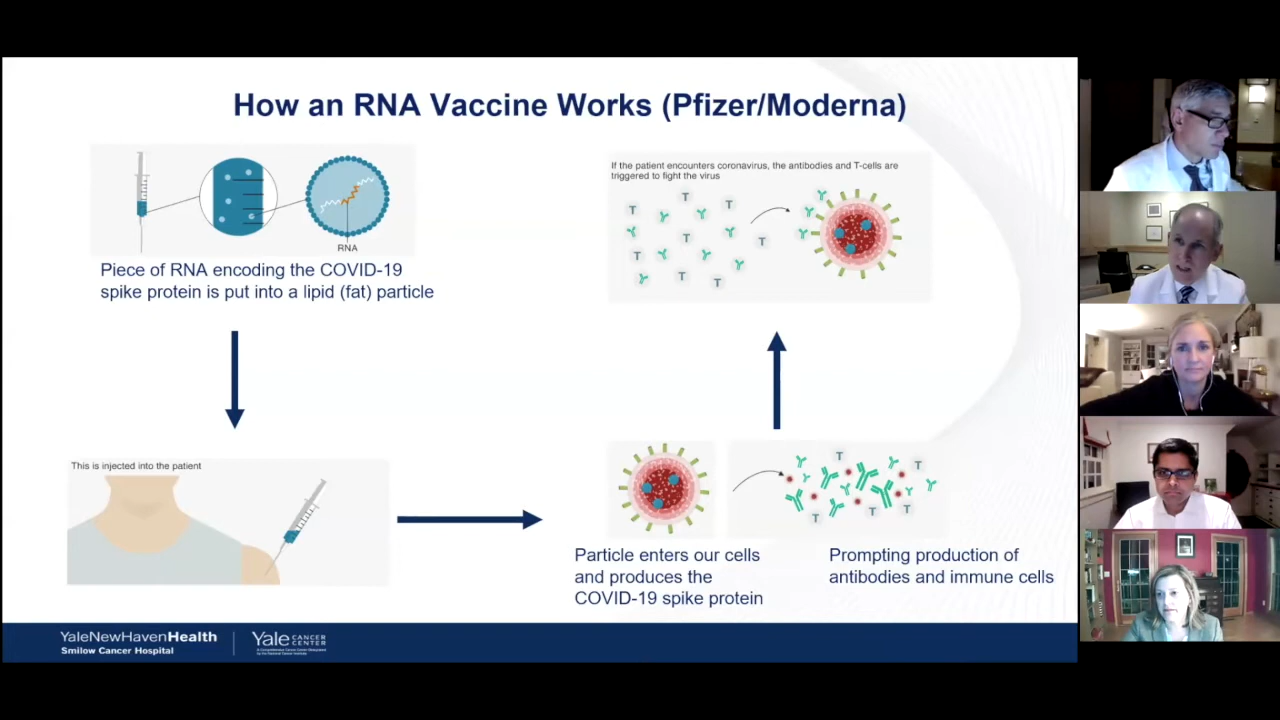 How an RNA Vaccine Works (Pfizer/Moderna)
RNA
Piece of RNA encoding the COVID-19
spike protein is put into a lipid (fat) particle
This is injected into the patient
Particle enters our cells
and produces the
COVID-19 spike protein
Prompting production of
antibodies and immune cells
If the patient encounters coronavirus, the antibodies and T-cells are
triggered to fight the virus
T T T
T T
T T T
T T
T T T
YaleNewHavenHealth
Smilow Cancer Hospital
Yale CANCER
CENTER